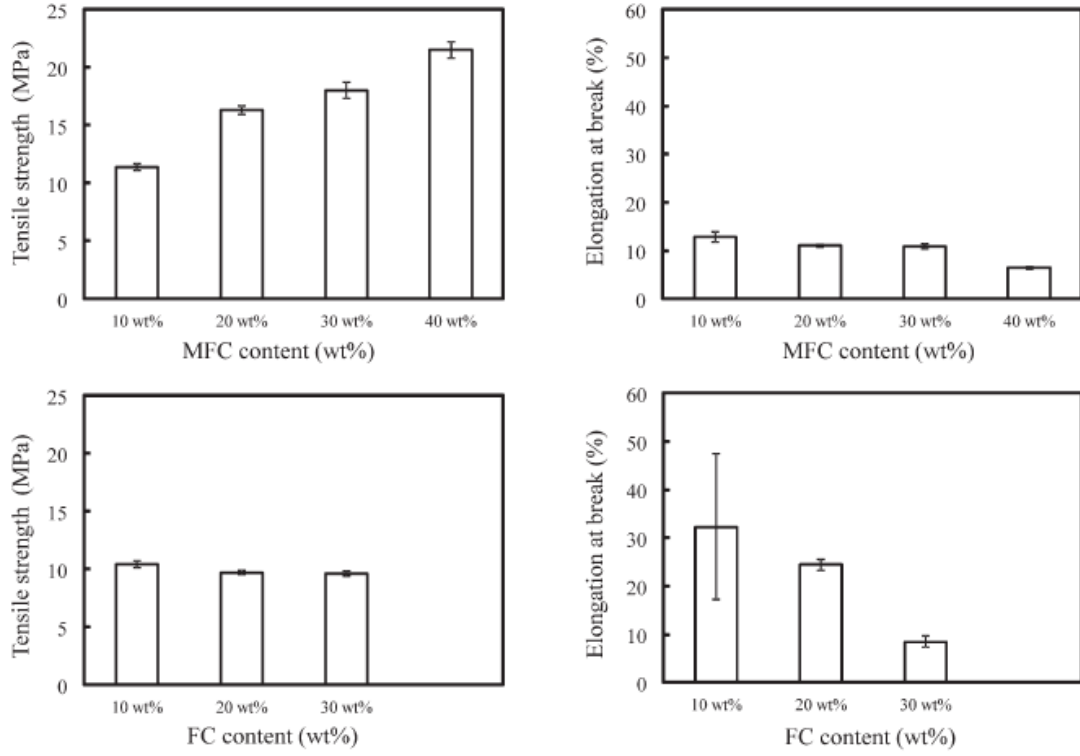 Tensile strength (MPa)
25
20
15
10
5
0
10 wt%
20 wt%
30 wt%
40 wt%
MFC content (wt%)
Elongation at break (%)
60
50
40
30
20
10
0
10 wt%
20 wt%
30 wt%
40 wt%
MFC content (wt%)
Tensile strength (MPa)
25
20
15
10
5
0
10 wt%
20 wt%
30 wt%
FC content (wt%)
Elongation at break (%)
60
50
40
30
20
10
0
10 wt%
20 wt%
30 wt%
FC content (wt%)